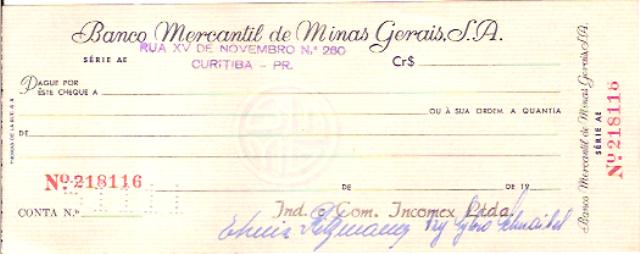 Banco Mercantil de Minas Gerais, S.A.
RUA XV DE NOVEMBRO N.º 260
SÉRIE AE
CURITIBA - PR.
Cr$
PAGUE POR
ÊSTE CHEQUE A
OU À SUA ORDEM A QUANTIA
DE
Nº 218116
DE DE 19
CONTA N.º
Ind. e Com. Incomex Ltda.
Banco Mercantil de Minas Gerais, S.A.
SÉRIE AE
Nº 218116